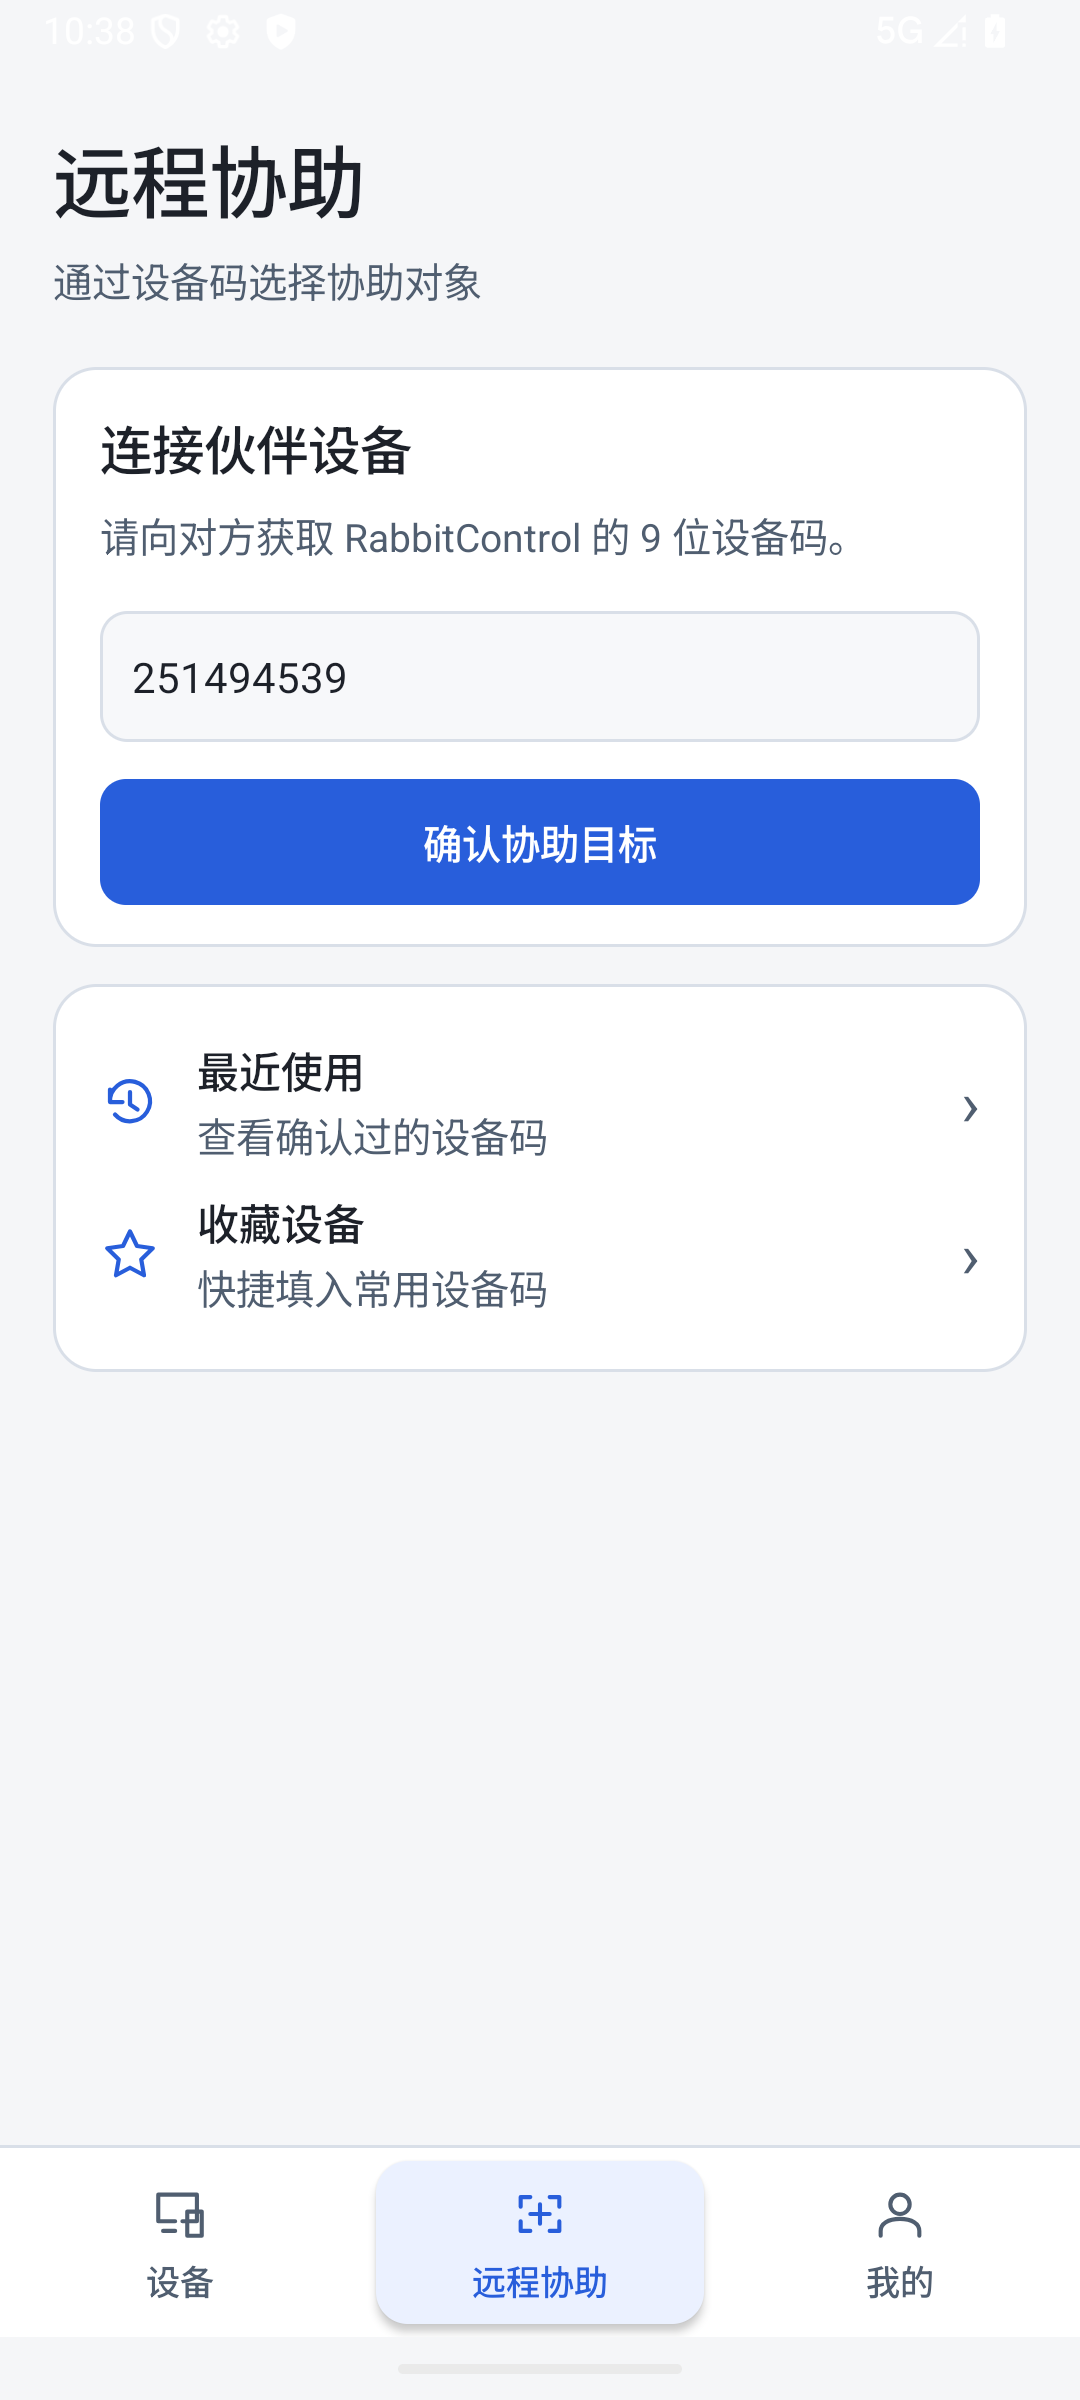 10:38
5G
远程协助
通过设备码选择协助对象
连接伙伴设备
请向对方获取 RabbitControl 的 9 位设备码。
251494539
确认协助目标
最近使用
查看确认过的设备码
收藏设备
快捷填入常用设备码
设备
远程协助
我的